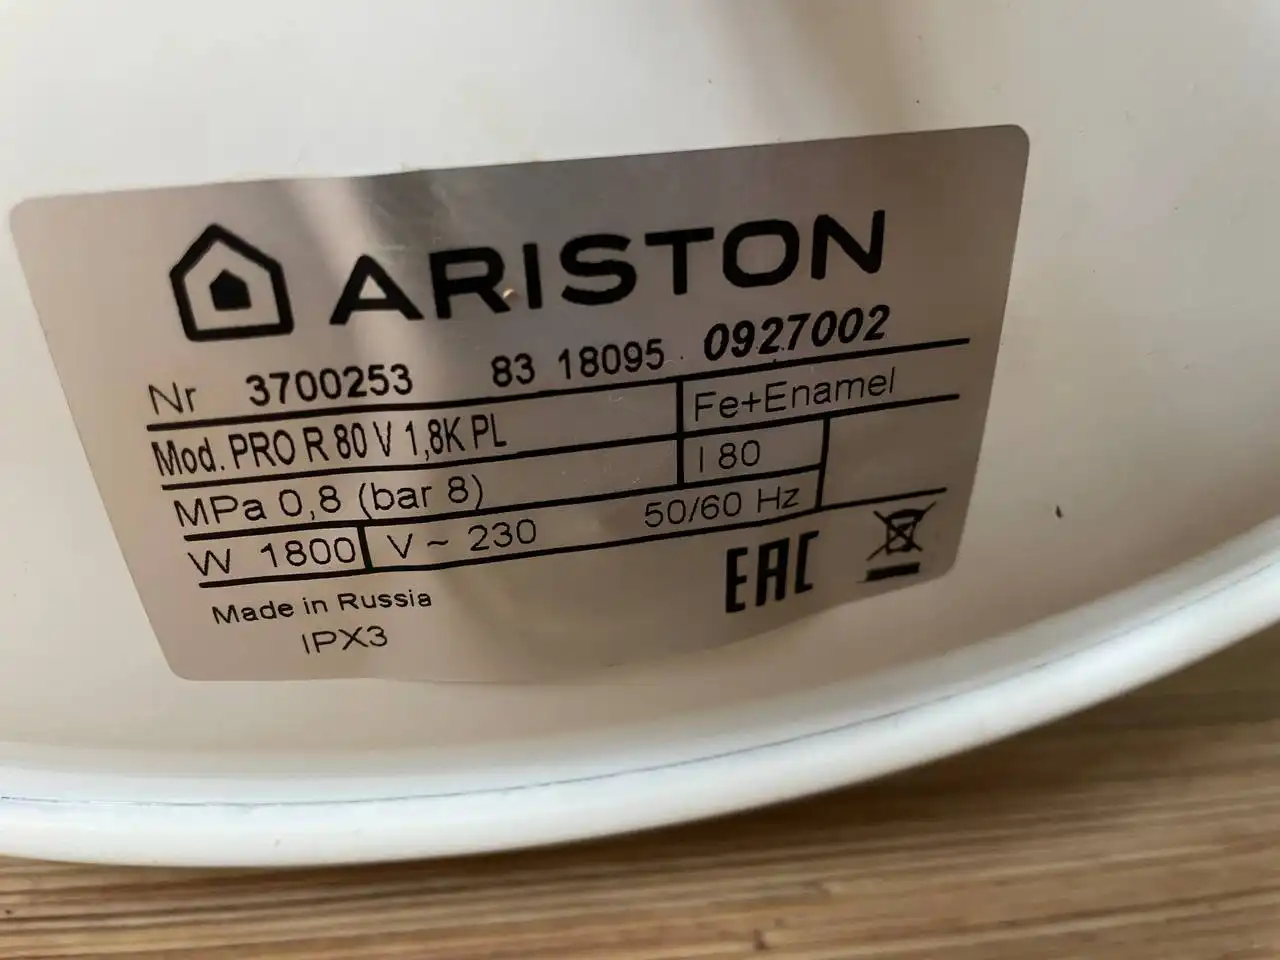 ARISTON
Nr 3700253 83 18095 0927002
Mod. PRO R 80 V 1,8K PL Fe+Enamel
MPa 0,8 (bar 8) l 80
W 1800 V ~ 230 50/60 Hz
Made in Russia EAC
IPX3